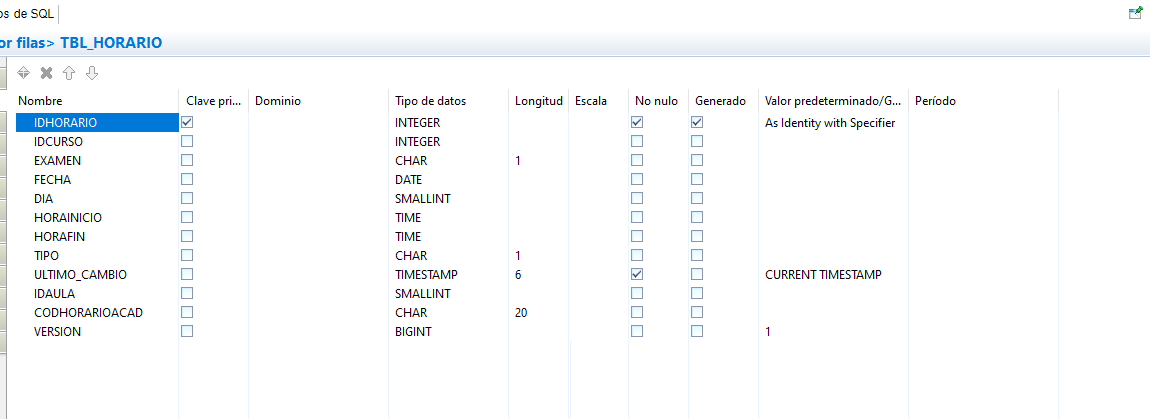 os de SQL
or filas> TBL_HORARIO
Nombre Clave pri... Dominio Tipo de datos Longitud Escala No nulo Generado Valor predeterminado/G... Período
IDHORARIO INTEGER As Identity with Specifier
IDCURSO INTEGER
EXAMEN CHAR 1
FECHA DATE
DIA SMALLINT
HORAINICIO TIME
HORAFIN TIME
TIPO CHAR 1
ULTIMO_CAMBIO TIMESTAMP 6 CURRENT TIMESTAMP
IDAULA SMALLINT
CODHORARIOACAD CHAR 20
VERSION BIGINT 1